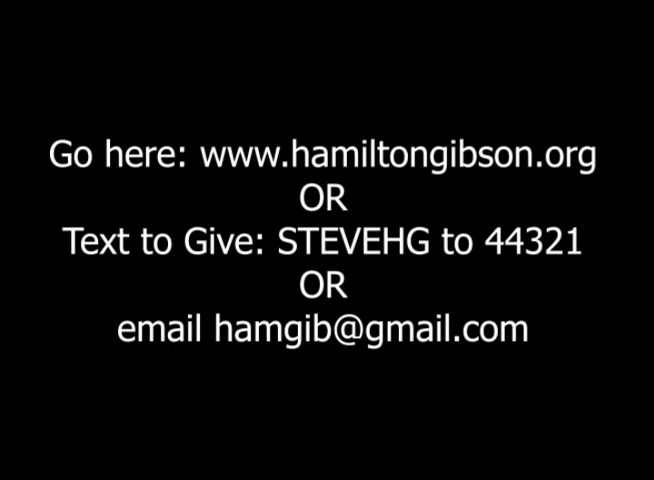 Go here: www.hamiltongibson.org
OR
Text to Give: STEVEHG to 44321
OR
email hamgib@gmail.com